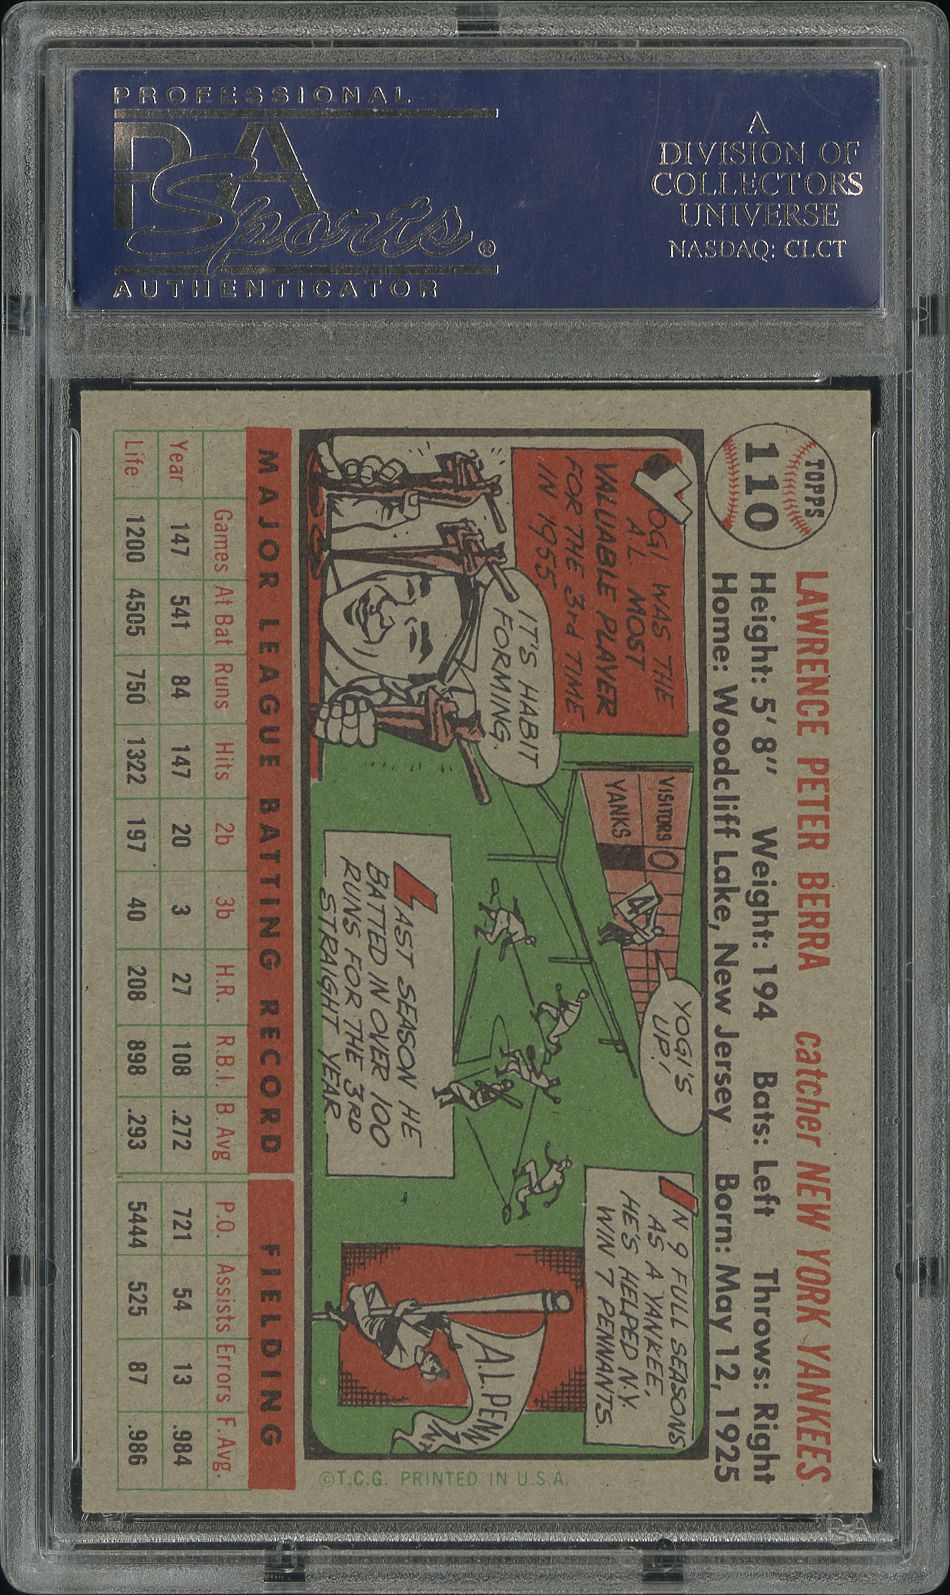 PROFESSIONAL
PSA
Sports®
AUTHENTICATOR
A
DIVISION OF
COLLECTORS
UNIVERSE
NASDAQ: CLCT
TOPPS
110
LAWRENCE PETER BERRA catcher NEW YORK YANKEES
Height: 5' 8" Weight: 194 Bats: Left Throws: Right
Home: Woodcliff Lake, New Jersey Born: May 12, 1925
YOGI WAS THE
A.L. MOST
VALUABLE PLAYER
FOR THE 3rd TIME
IN 1955
IT'S HABIT
FORMING.
VISITORS 0
YANKS 4
YOGI'S
UP!
LAST SEASON HE
BATTED IN OVER 100
RUNS FOR THE 3RD
STRAIGHT YEAR.
IN 9 FULL SEASONS
AS A YANKEE,
HE'S HELPED N.Y.
WIN 7 PENNANTS.
A.L. PENN
ANT
MAJOR LEAGUE BATTING RECORD FIELDING
Games At Bat Runs Hits 2b 3b H.R. R.B.I. B. Avg P.O. Assists Errors F. Avg.
Year 147 541 84 147 20 3 27 108 .272 721 54 13 .984
Life 1200 4505 750 1322 197 40 208 898 .293 5444 525 87 .986
©T.C.G. PRINTED IN U.S.A.
PSA